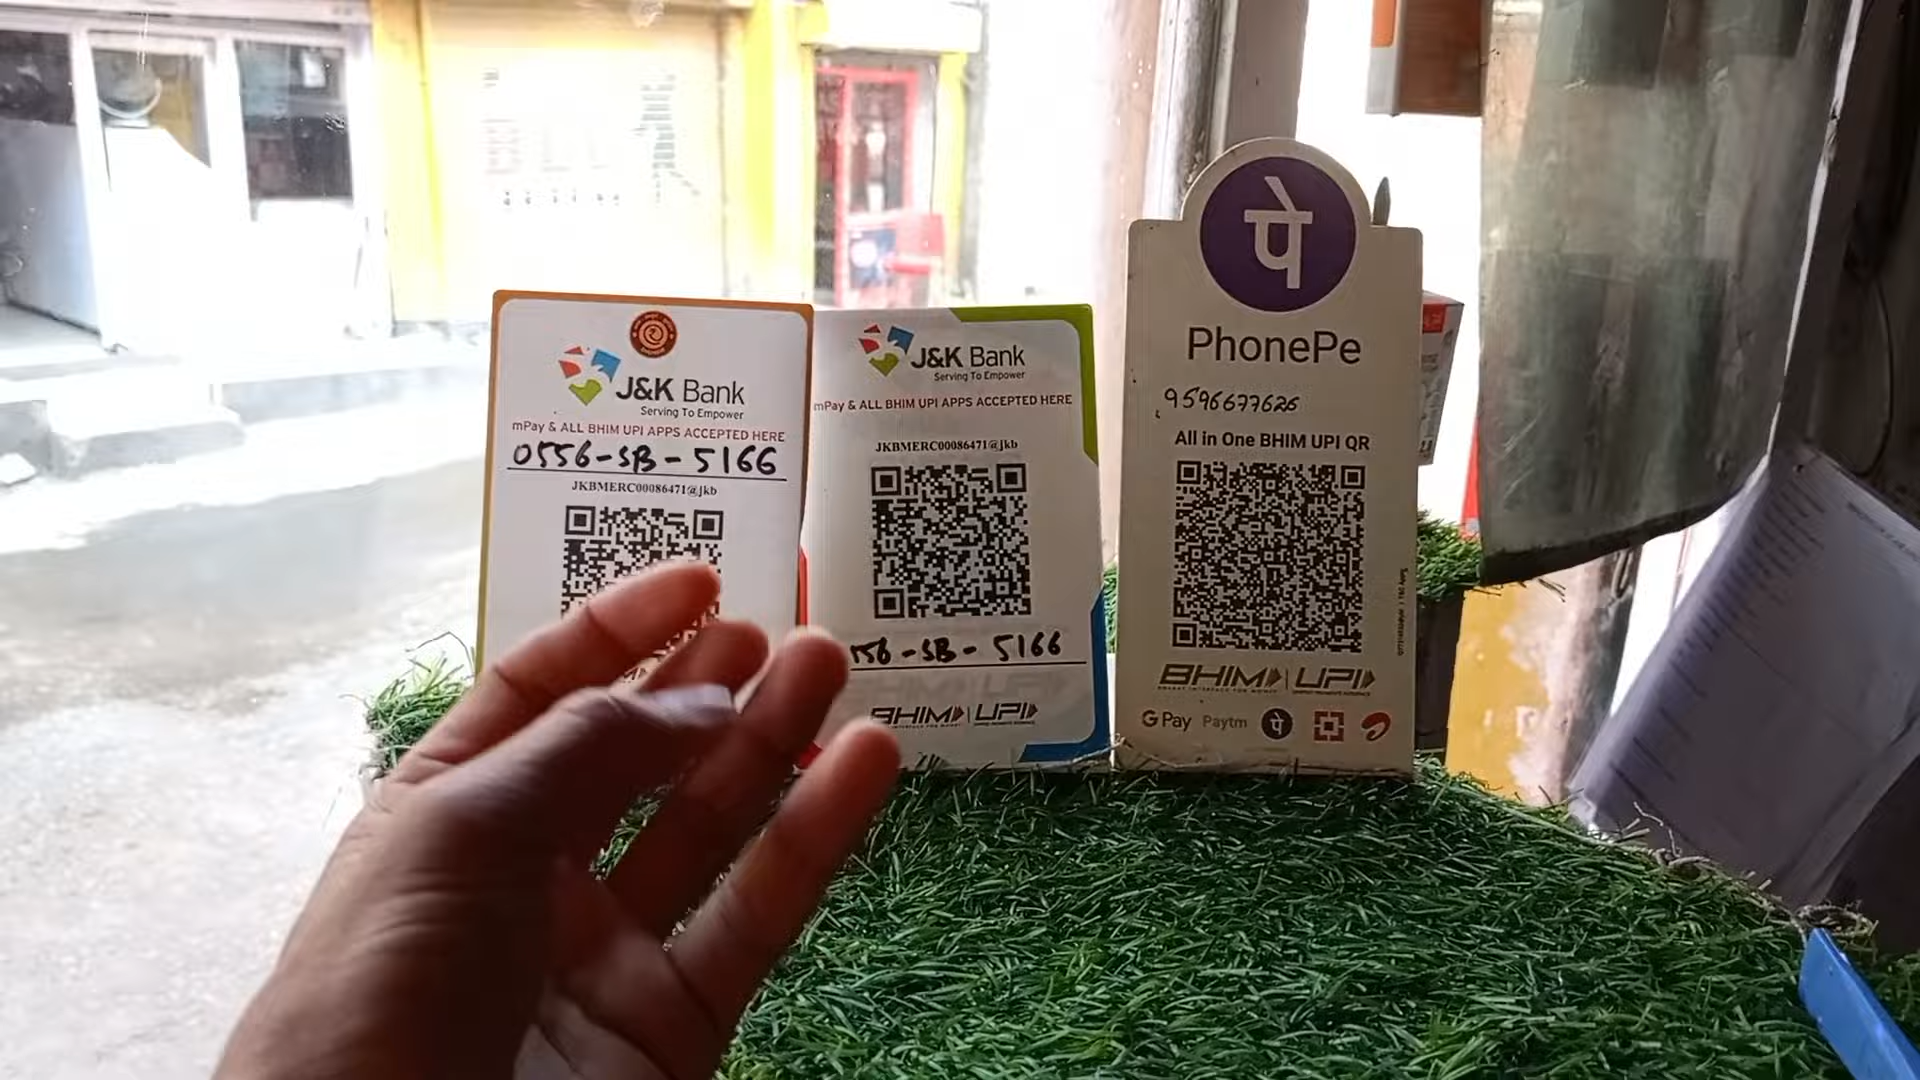 J&K Bank
Serving To Empower
mPay & ALL BHIM UPI APPS ACCEPTED HERE
0556-SB-5166
JKBMERC00086471@jkb
J&K Bank
Serving To Empower
mPay & ALL BHIM UPI APPS ACCEPTED HERE
JKBMERC00086471@jkb
56-SB-5166
BHIM UPI
पे
PhonePe
9596677626
All in One BHIM UPI QR
BHIM UPI
G Pay Paytm पे